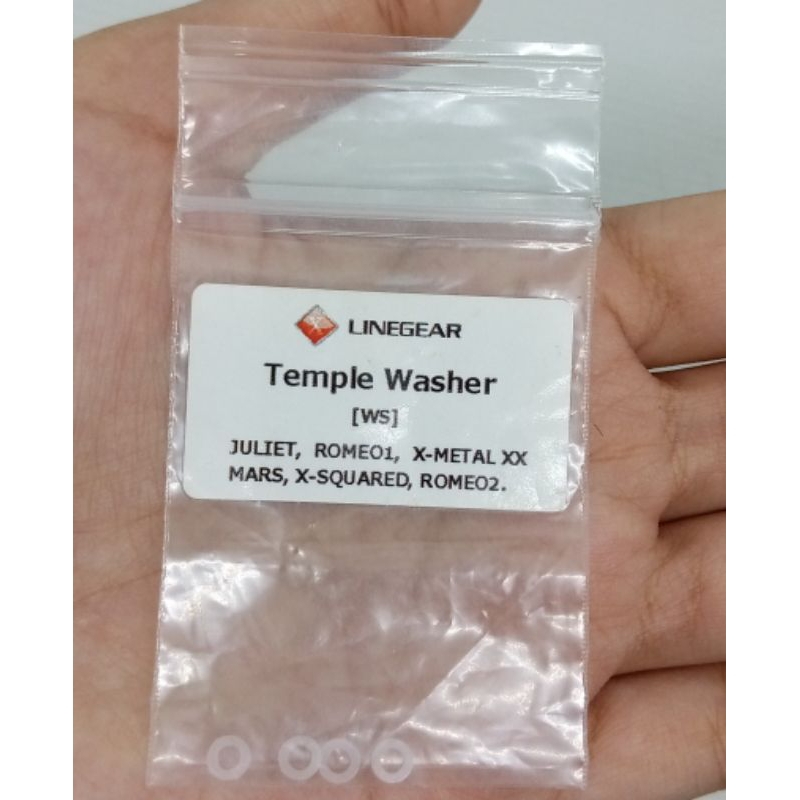 LINEGEAR
Temple Washer
[WS]
JULIET, ROMEO1, X-METAL XX
MARS, X-SQUARED, ROMEO2.